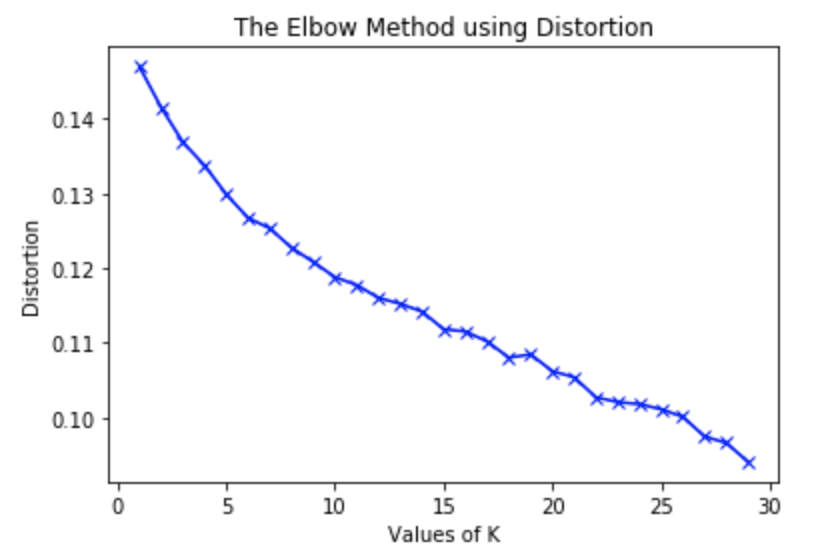 The Elbow Method using Distortion
0.14
0.13
0.12
0.11
0.10
Distortion
0 5 10 15 20 25 30
Values of K